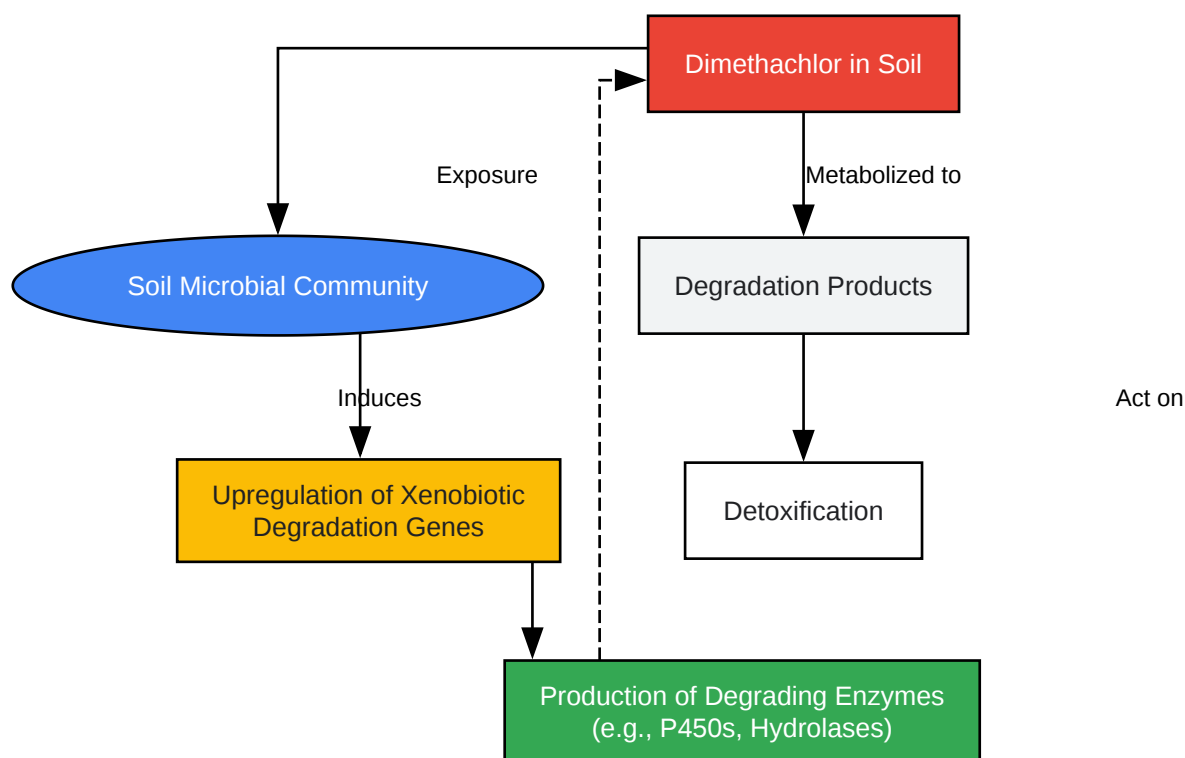 Dimethachlor in Soil
Exposure
Metabolized to
Soil Microbial Community
Degradation Products
Induces
Act on
Upregulation of Xenobiotic
Degradation Genes
Detoxification
Production of Degrading Enzymes
(e.g., P450s, Hydrolases)